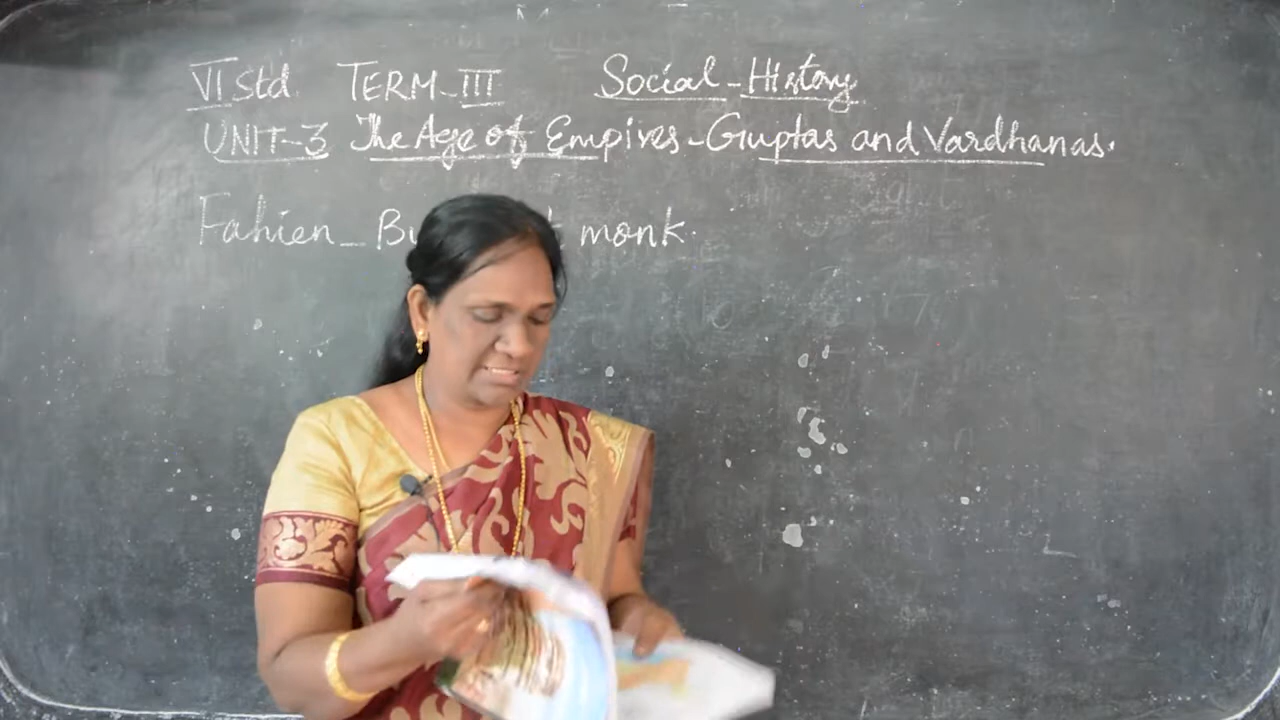 VI Std TERM-III Social-History
UNIT-3 The Age of Empires-Guptas and Vardhanas.
Fahien_ monk.